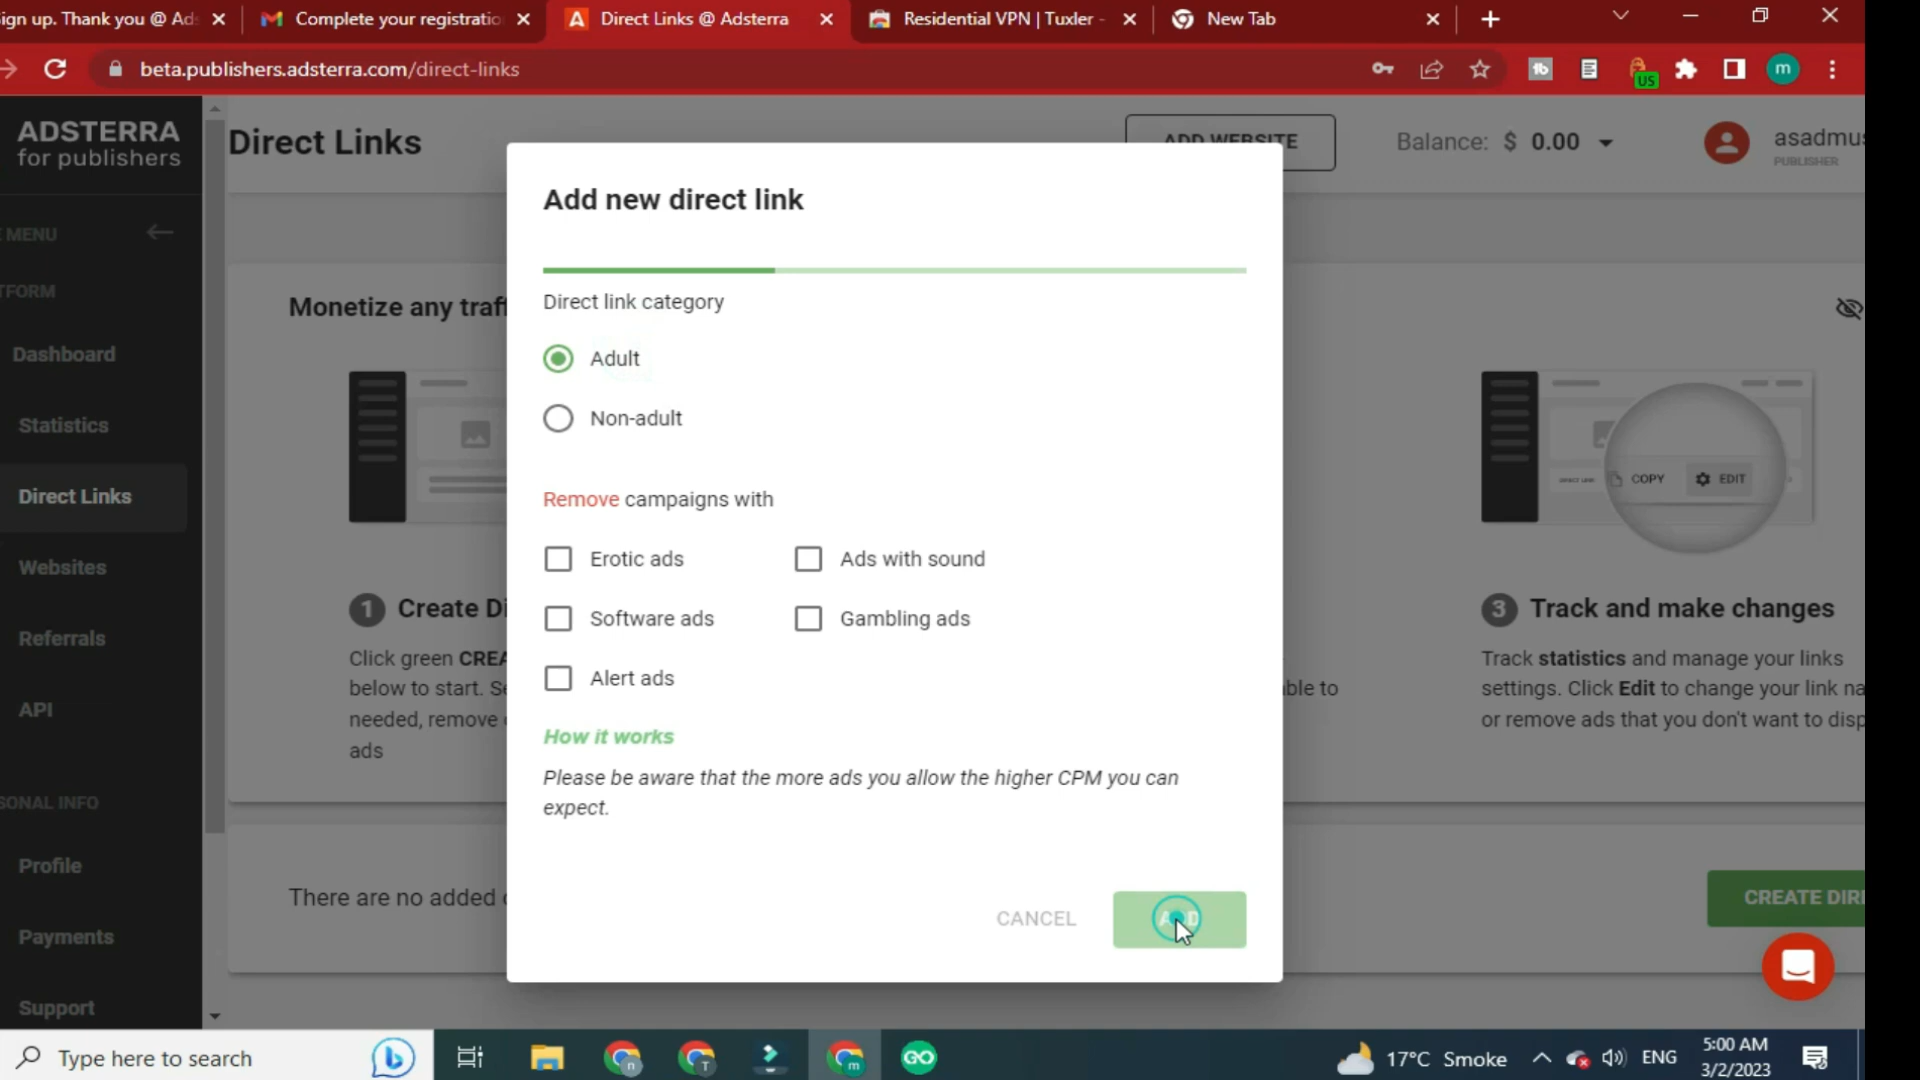 ign up. Thank you @ Ad
Complete your registratio
Direct Links @ Adsterra
Residential VPN | Tuxler -
New Tab
beta.publishers.adsterra.com/direct-links
US
m
ADSTERRA
for publishers
Direct Links
ADD WEBSITE
Balance: $ 0.00
asadmus
PUBLISHER
MENU
TFORM
Dashboard
Statistics
Direct Links
Websites
Referrals
API
SONAL INFO
Profile
Payments
Support
Monetize any traff
1 Create Di
Click green CREA
below to start. Se
needed, remove
ads
There are no added
Add new direct link
Direct link category
Adult
Non-adult
Remove campaigns with
Erotic ads
Ads with sound
Software ads
Gambling ads
Alert ads
How it works
Please be aware that the more ads you allow the higher CPM you can
expect.
CANCEL
ADD
ble to
COPY
EDIT
3 Track and make changes
Track statistics and manage your links
settings. Click Edit to change your link na
or remove ads that you don't want to disp
CREATE DIRE
Type here to search
17°C Smoke
ENG
5:00 AM
3/2/2023